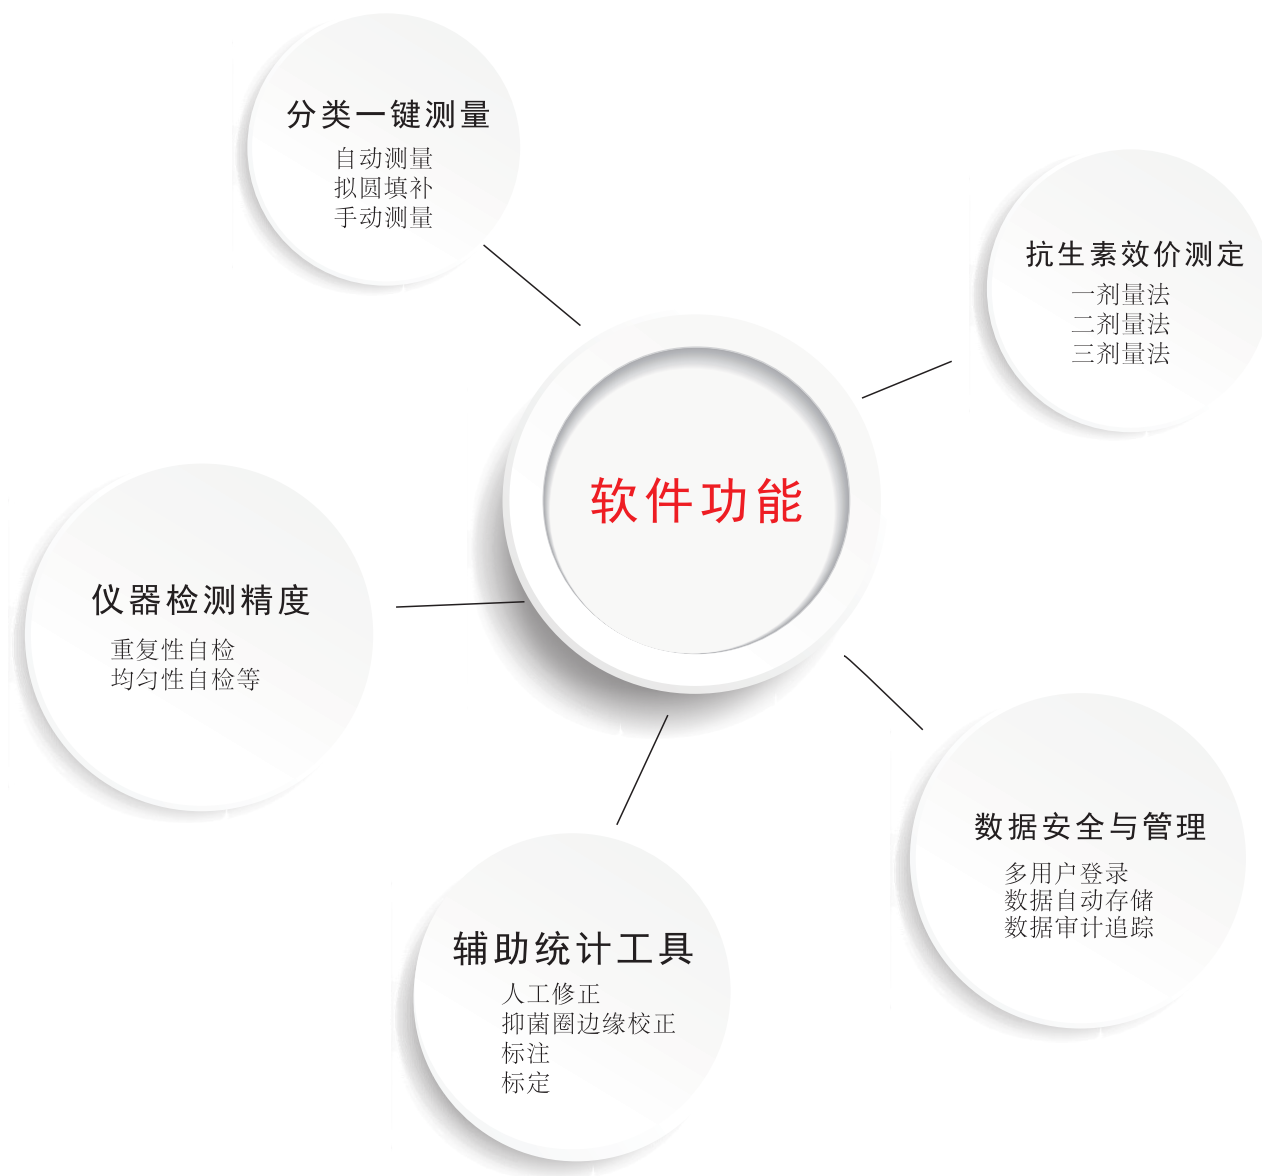 分类一键测量
自动测量
拟圆填补
手动测量
抗生素效价测定
一剂量法
二剂量法
三剂量法
软件功能
仪器检测精度
重复性自检
均匀性自检等
数据安全与管理
多用户登录
数据自动存储
数据审计追踪
辅助统计工具
人工修正
抑菌圈边缘校正
标注
标定